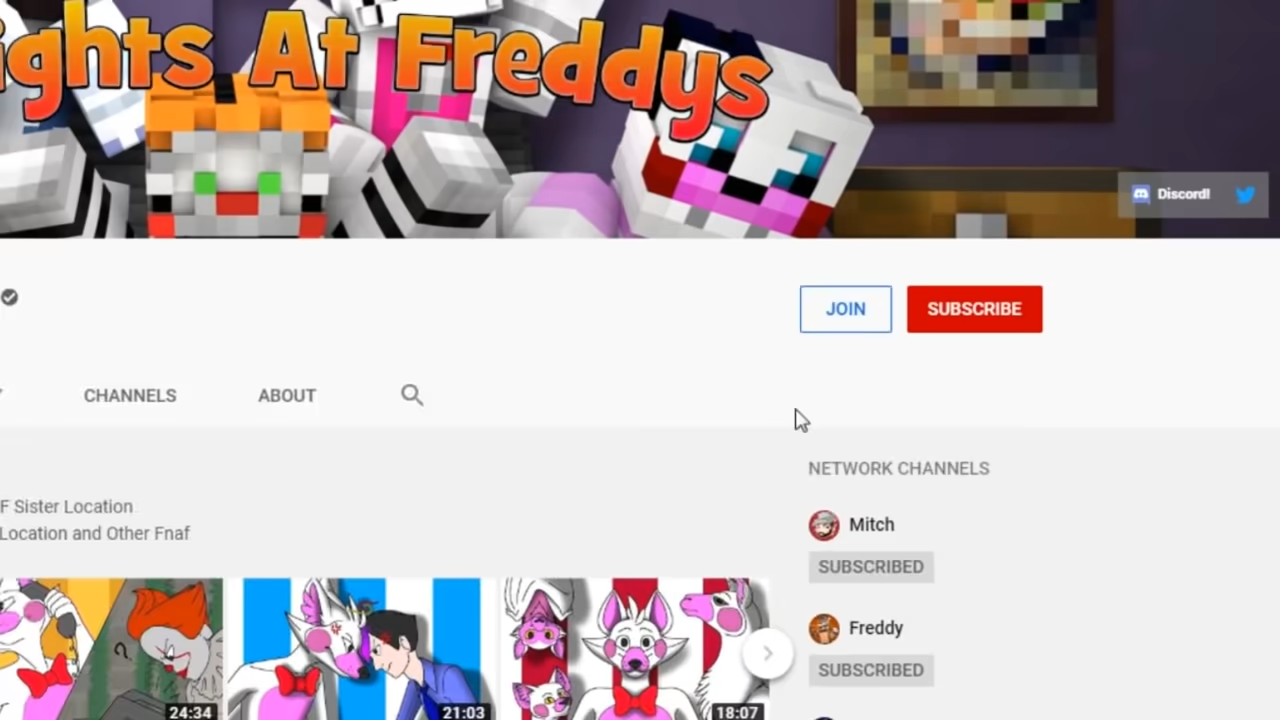 ights At Freddys
Discord!
JOIN
SUBSCRIBE
CHANNELS
ABOUT
NETWORK CHANNELS
F Sister Location
Location and Other Fnaf
Mitch
SUBSCRIBED
Freddy
SUBSCRIBED
?
24:34
21:03
18:07